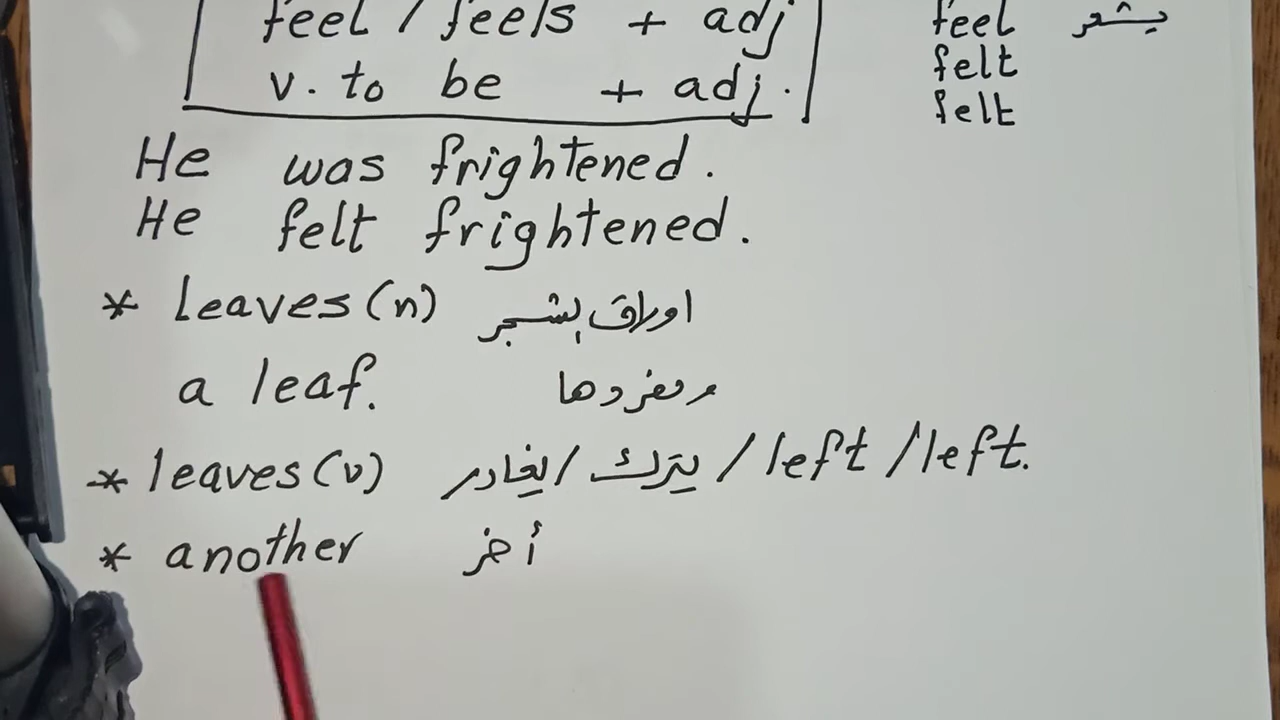 feel / feels + adj
v. to be + adj.
feel يشعر
felt
felt
He was frightened.
He felt frightened.
* leaves (n) اوراق الشجر
a leaf. مفردها
* leaves (v) يترك / يغادر / left / left.
* another أخر